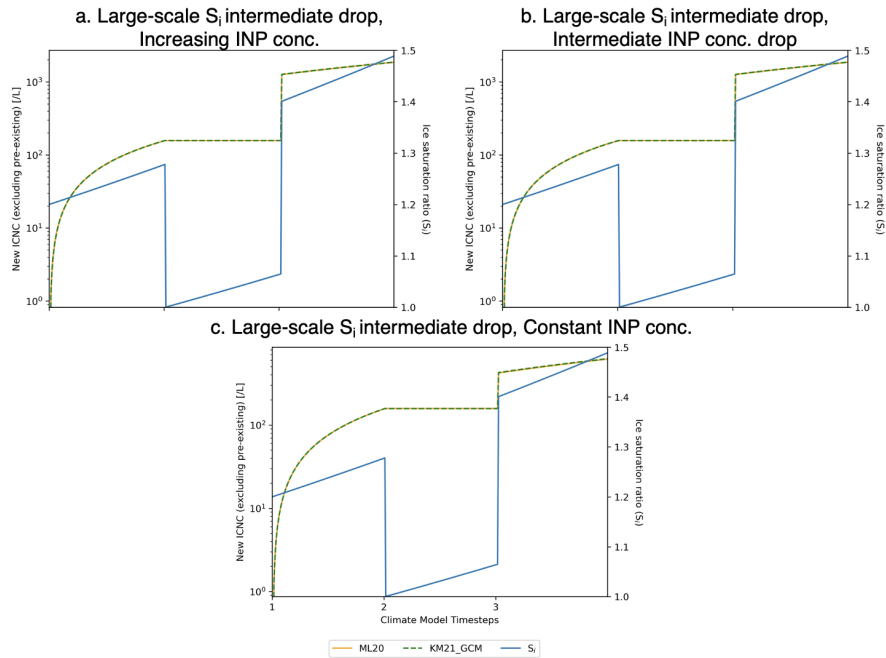 a. Large-scale Si intermediate drop,
Increasing INP conc.
New ICNC (excluding pre-existing) [/L]
10³
10²
10¹
10⁰
1.5
1.4
1.3
1.2
1.1
1.0
Ice saturation ratio (Si)
b. Large-scale Si intermediate drop,
Intermediate INP conc. drop
New ICNC (excluding pre-existing) [/L]
10³
10²
10¹
10⁰
1.5
1.4
1.3
1.2
1.1
1.0
Ice saturation ratio (Si)
c. Large-scale Si intermediate drop, Constant INP conc.
New ICNC (excluding pre-existing) [/L]
10²
10¹
10⁰
1.5
1.4
1.3
1.2
1.1
1.0
Ice saturation ratio (Si)
1 2 3
Climate Model Timesteps
ML20 KM21_GCM Si